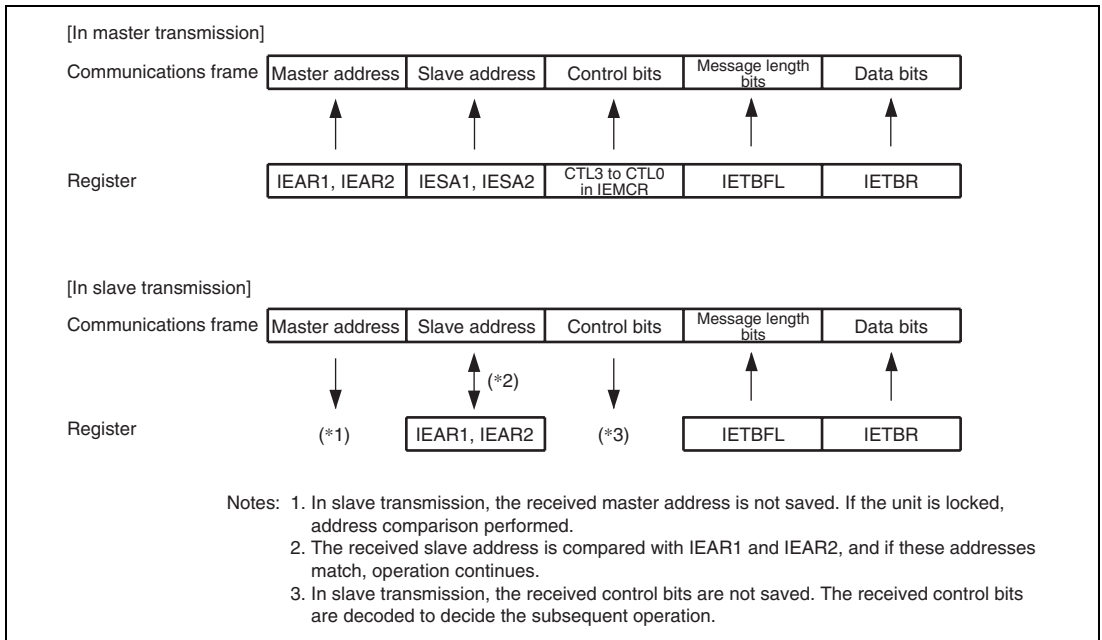 [In master transmission]
Communications frame Master address Slave address Control bits Message length bits Data bits
Register IEAR1, IEAR2 IESA1, IESA2 CTL3 to CTL0 in IEMCR IETBFL IETBR
[In slave transmission]
Communications frame Master address Slave address Control bits Message length bits Data bits
(*2)
Register (*1) IEAR1, IEAR2 (*3) IETBFL IETBR
Notes: 1. In slave transmission, the received master address is not saved. If the unit is locked,
address comparison performed.
2. The received slave address is compared with IEAR1 and IEAR2, and if these addresses
match, operation continues.
3. In slave transmission, the received control bits are not saved. The received control bits
are decoded to decide the subsequent operation.